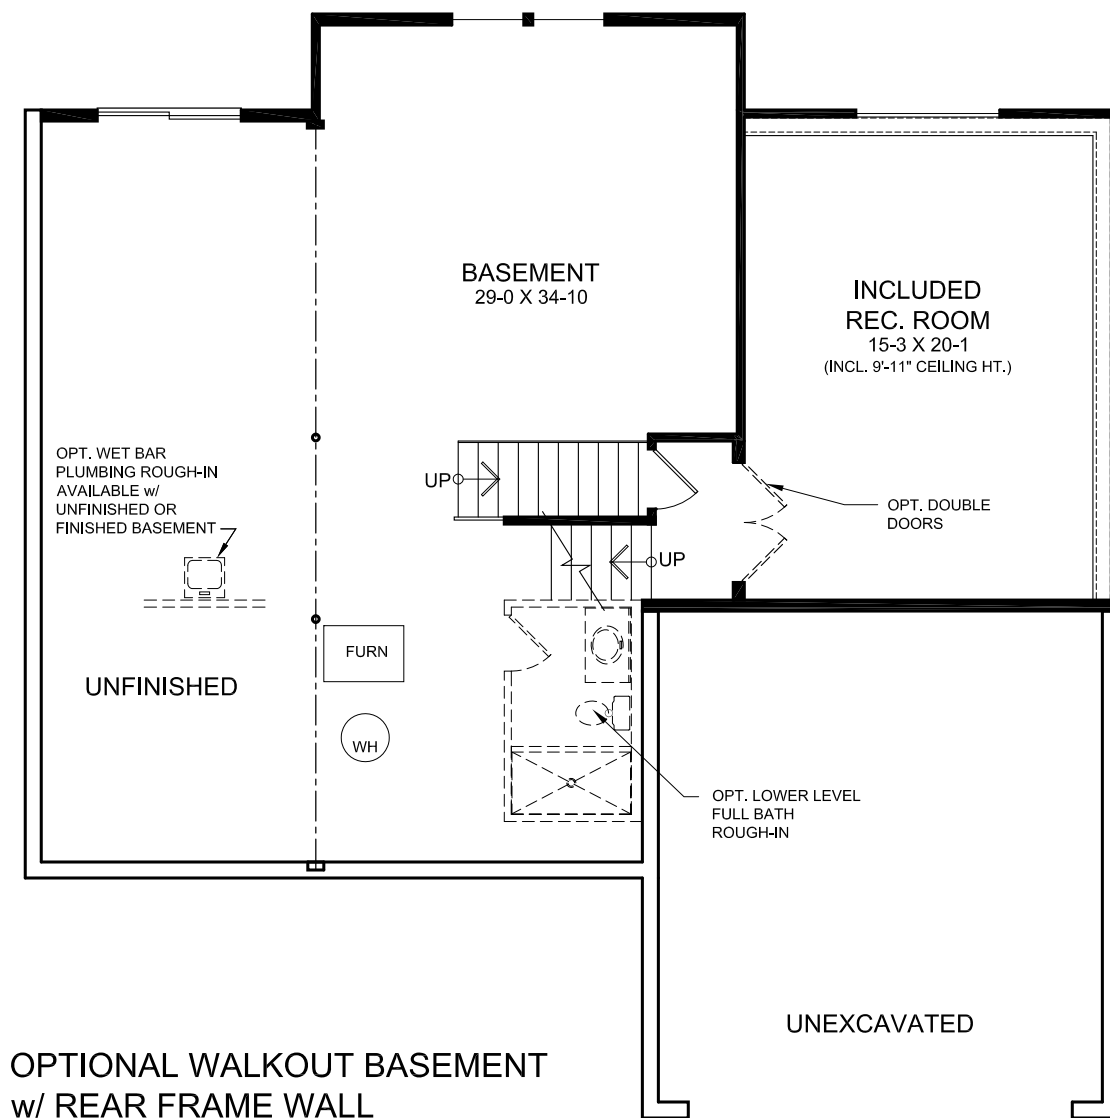 BASEMENT
29-0 X 34-10
INCLUDED
REC. ROOM
15-3 X 20-1
(INCL. 9'-11" CEILING HT.)
OPT. WET BAR
PLUMBING ROUGH-IN
AVAILABLE w/
UNFINISHED OR
FINISHED BASEMENT
UP
OPT. DOUBLE
DOORS
UP
FURN
UNFINISHED
WH
OPT. LOWER LEVEL
FULL BATH
ROUGH-IN
UNEXCAVATED
OPTIONAL WALKOUT BASEMENT
w/ REAR FRAME WALL